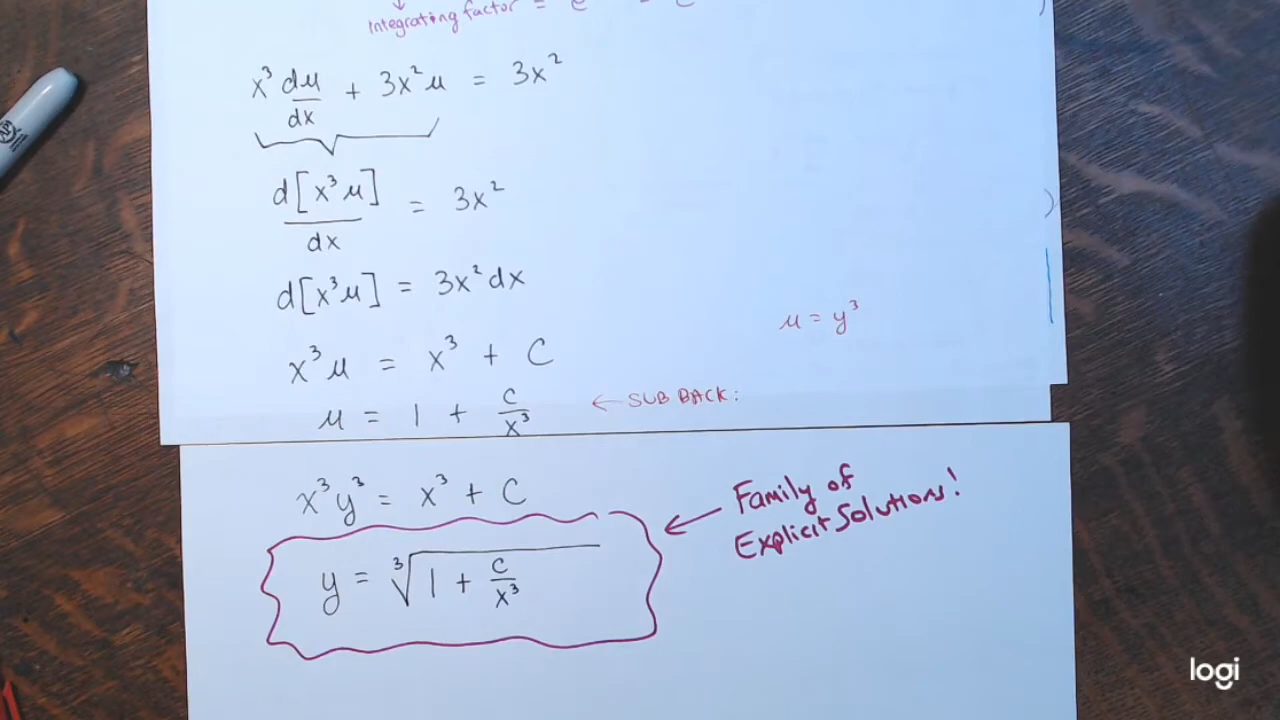 Integrating factor = e = e
x³ du/dx + 3x²u = 3x²
d[x³u]/dx = 3x²
d[x³u] = 3x²dx
u = y³
x³u = x³ + C
u = 1 + c/x³ ← SUB BACK:
x³y³ = x³ + C
← Family of
Explicit Solutions!
y = ∛(1 + c/x³)
logi